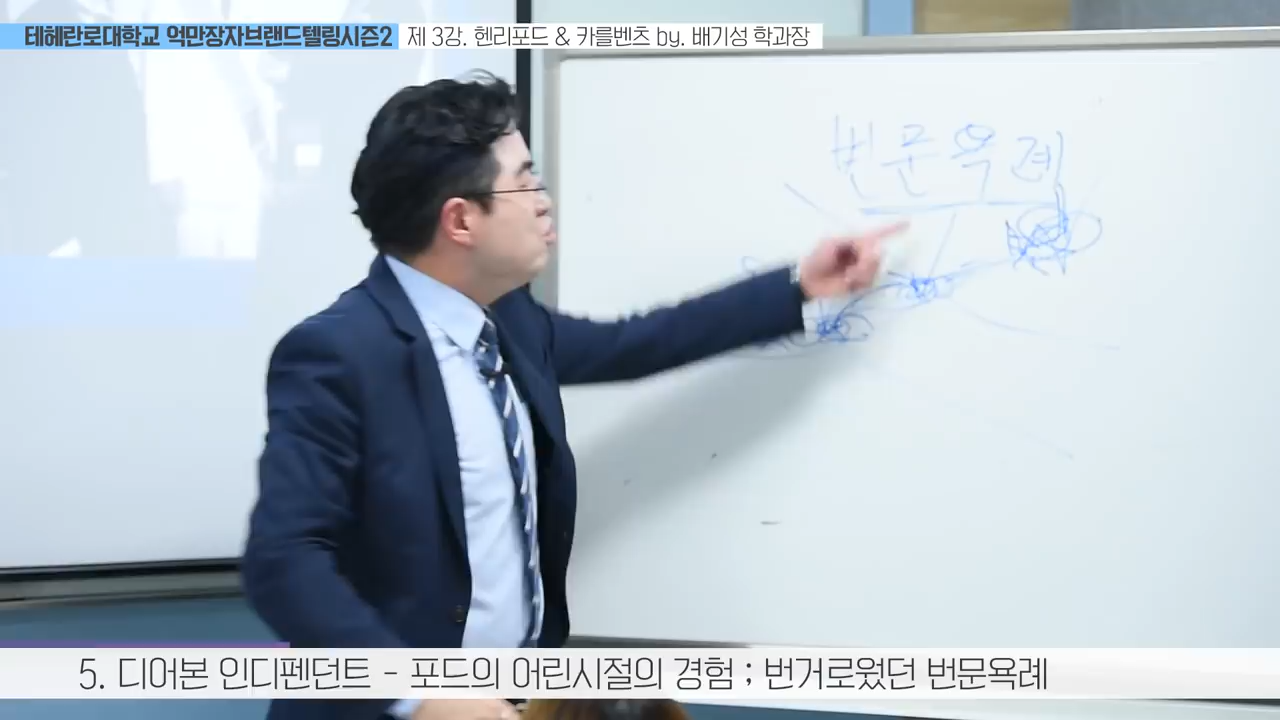 테헤란로대학교 억만장자브랜드텔링시즌2 제 3강. 헨리포드 & 카를벤츠 by. 배기성 학과장
번문욕례
5. 디어본 인디펜던트 - 포드의 어린시절의 경험 ; 번거로웠던 번문욕례